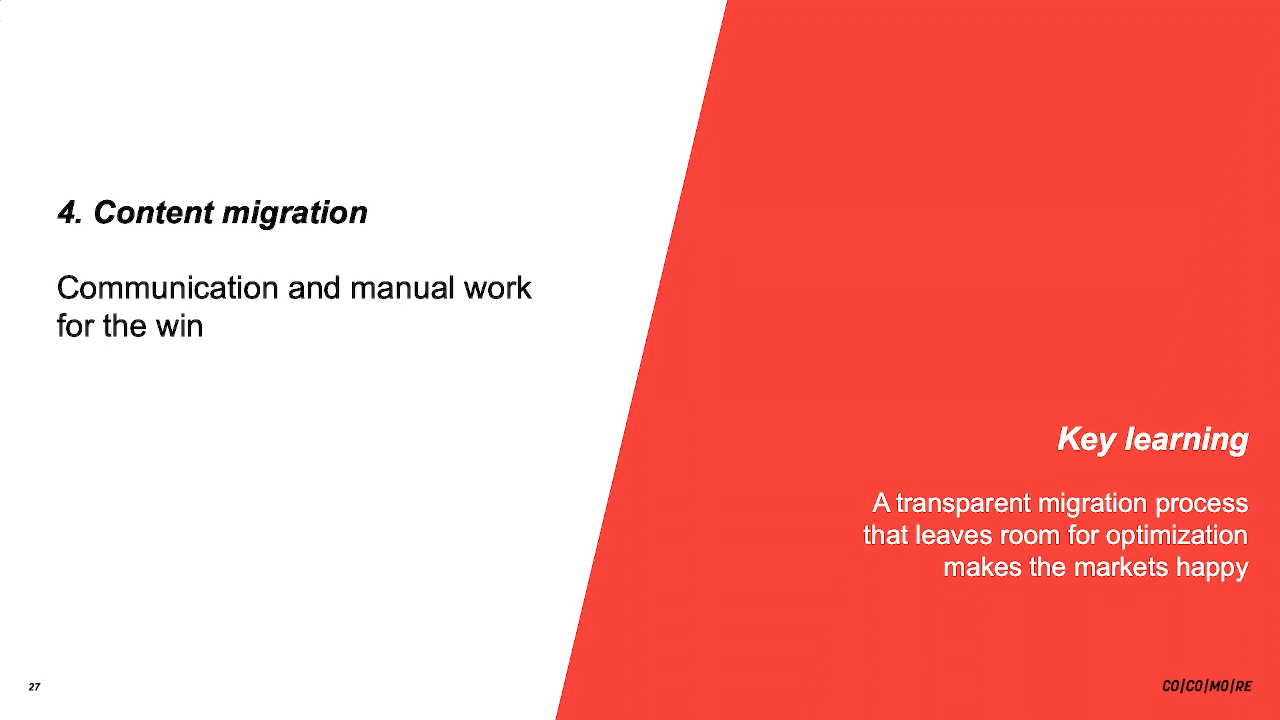 4. Content migration
Communication and manual work
for the win
Key learning
A transparent migration process
that leaves room for optimization
makes the markets happy
27
CO|CO|MO|RE